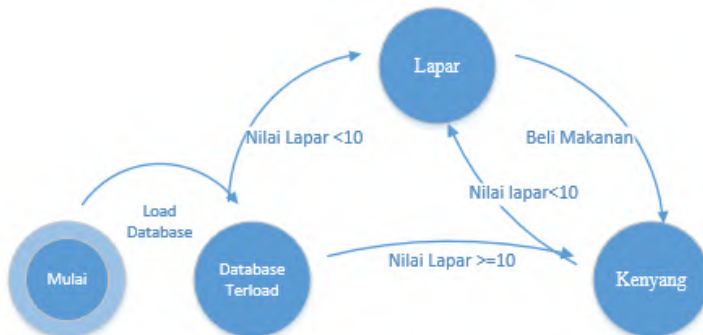 Lapar
Nilai Lapar <10
Beli Makanan
Nilai lapar<10
Load
Database
Mulai
Database
Terload
Nilai Lapar >=10
Kenyang